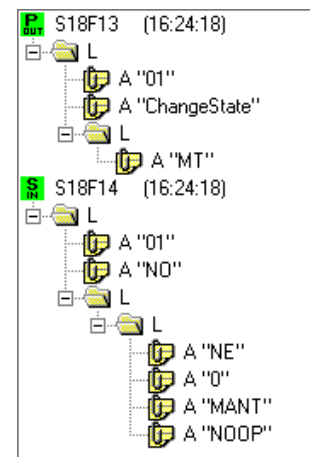 P OUT S18F13 (16:24:18)
L
A "01"
A "ChangeState"
L
A "MT"
S IN S18F14 (16:24:18)
L
A "01"
A "NO"
L
L
A "NE"
A "0"
A "MANT"
A "NOOP"